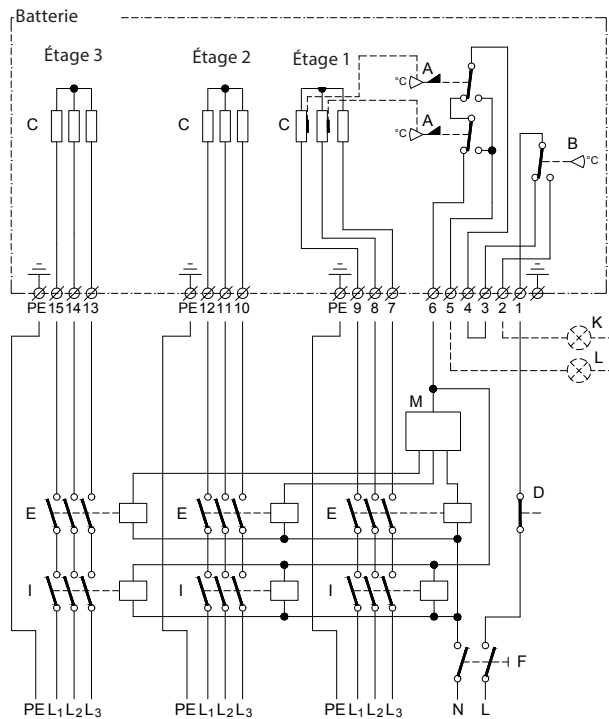 Batterie
Étage 3 Étage 2 Étage 1
A
°C
C C C A
°C
B
°C
PE 15 14 13 PE 12 11 10 PE 9 8 7 6 5 4 3 2 1
K
L
M
D
E E E
I I I
F
PE L1 L2 L3 PE L1 L2 L3 PE L1 L2 L3 N L